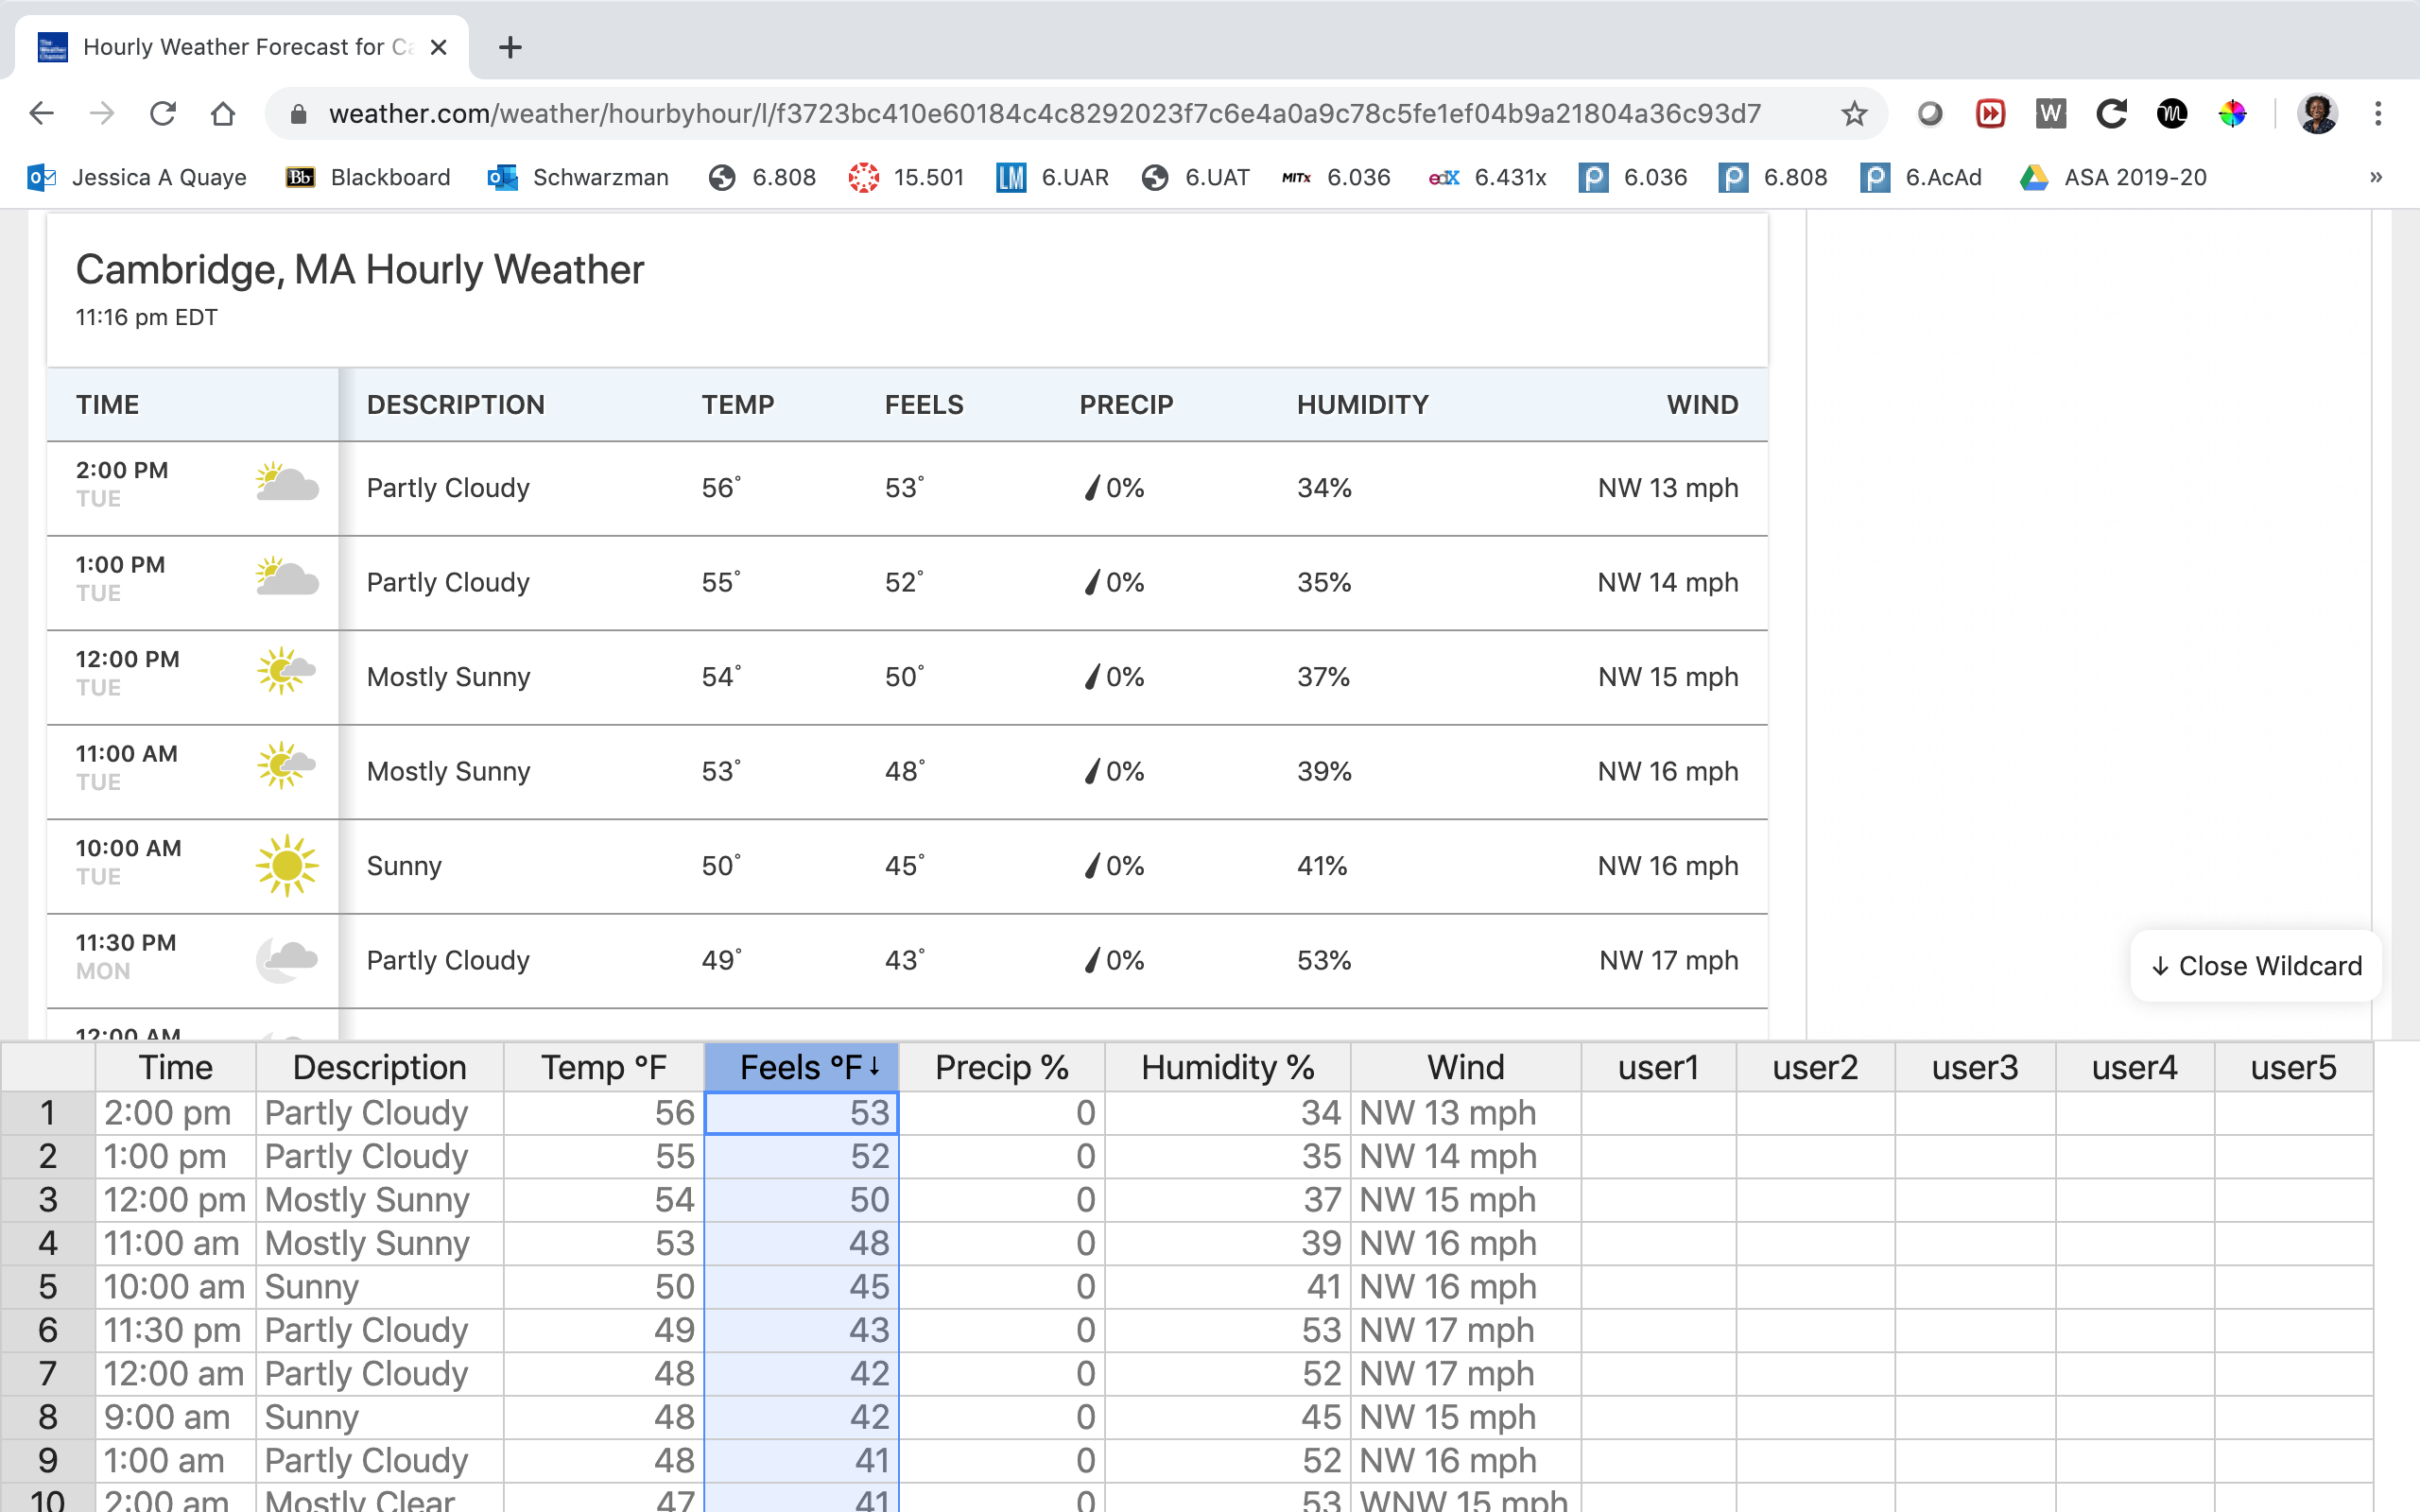 Hourly Weather Forecast for Ca
weather.com/weather/hourbyhour/l/f3723bc410e60184c4c8292023f7c6e4a0a9c78c5fe1ef04b9a21804a36c93d7
Jessica A Quaye Blackboard Schwarzman 6.808 15.501 6.UAR 6.UAT 6.036 6.431x 6.036 6.808 6.AcAd ASA 2019-20 »
Cambridge, MA Hourly Weather
11:16 pm EDT
TIME DESCRIPTION TEMP FEELS PRECIP HUMIDITY WIND
2:00 PM
TUE
Partly Cloudy 56° 53° 0% 34% NW 13 mph
1:00 PM
TUE
Partly Cloudy 55° 52° 0% 35% NW 14 mph
12:00 PM
TUE
Mostly Sunny 54° 50° 0% 37% NW 15 mph
11:00 AM
TUE
Mostly Sunny 53° 48° 0% 39% NW 16 mph
10:00 AM
TUE
Sunny 50° 45° 0% 41% NW 16 mph
11:30 PM
MON
Partly Cloudy 49° 43° 0% 53% NW 17 mph
↓ Close Wildcard
12:00 AM
Time Description Temp °F Feels °F↓ Precip % Humidity % Wind user1 user2 user3 user4 user5
1 2:00 pm Partly Cloudy 56 53 0 34 NW 13 mph
2 1:00 pm Partly Cloudy 55 52 0 35 NW 14 mph
3 12:00 pm Mostly Sunny 54 50 0 37 NW 15 mph
4 11:00 am Mostly Sunny 53 48 0 39 NW 16 mph
5 10:00 am Sunny 50 45 0 41 NW 16 mph
6 11:30 pm Partly Cloudy 49 43 0 53 NW 17 mph
7 12:00 am Partly Cloudy 48 42 0 52 NW 17 mph
8 9:00 am Sunny 48 42 0 45 NW 15 mph
9 1:00 am Partly Cloudy 48 41 0 52 NW 16 mph
10 2:00 am Mostly Clear 47 41 0 53 WNW 15 mph